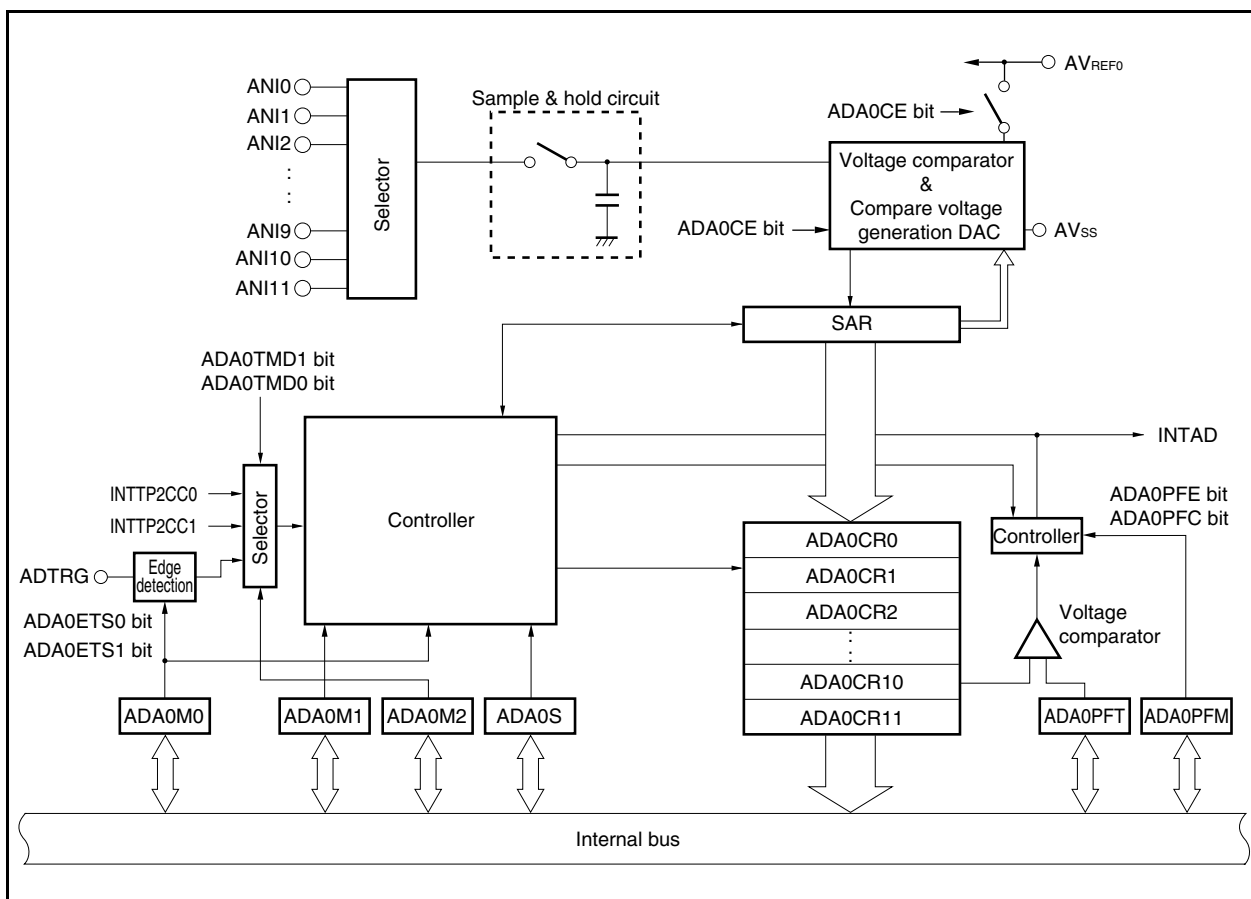 ANI0
ANI1
ANI2
ANI9
ANI10
ANI11
Selector
Sample & hold circuit
AVREF0
ADA0CE bit
Voltage comparator
&
Compare voltage
generation DAC
ADA0CE bit
AVSS
SAR
ADA0TMD1 bit
ADA0TMD0 bit
INTTP2CC0
INTTP2CC1
ADTRG
Edge
detection
Selector
Controller
ADA0ETS0 bit
ADA0ETS1 bit
INTAD
ADA0PFE bit
ADA0PFC bit
Controller
Voltage
comparator
ADA0CR0
ADA0CR1
ADA0CR2
ADA0CR10
ADA0CR11
ADA0M0
ADA0M1
ADA0M2
ADA0S
ADA0PFT
ADA0PFM
Internal bus